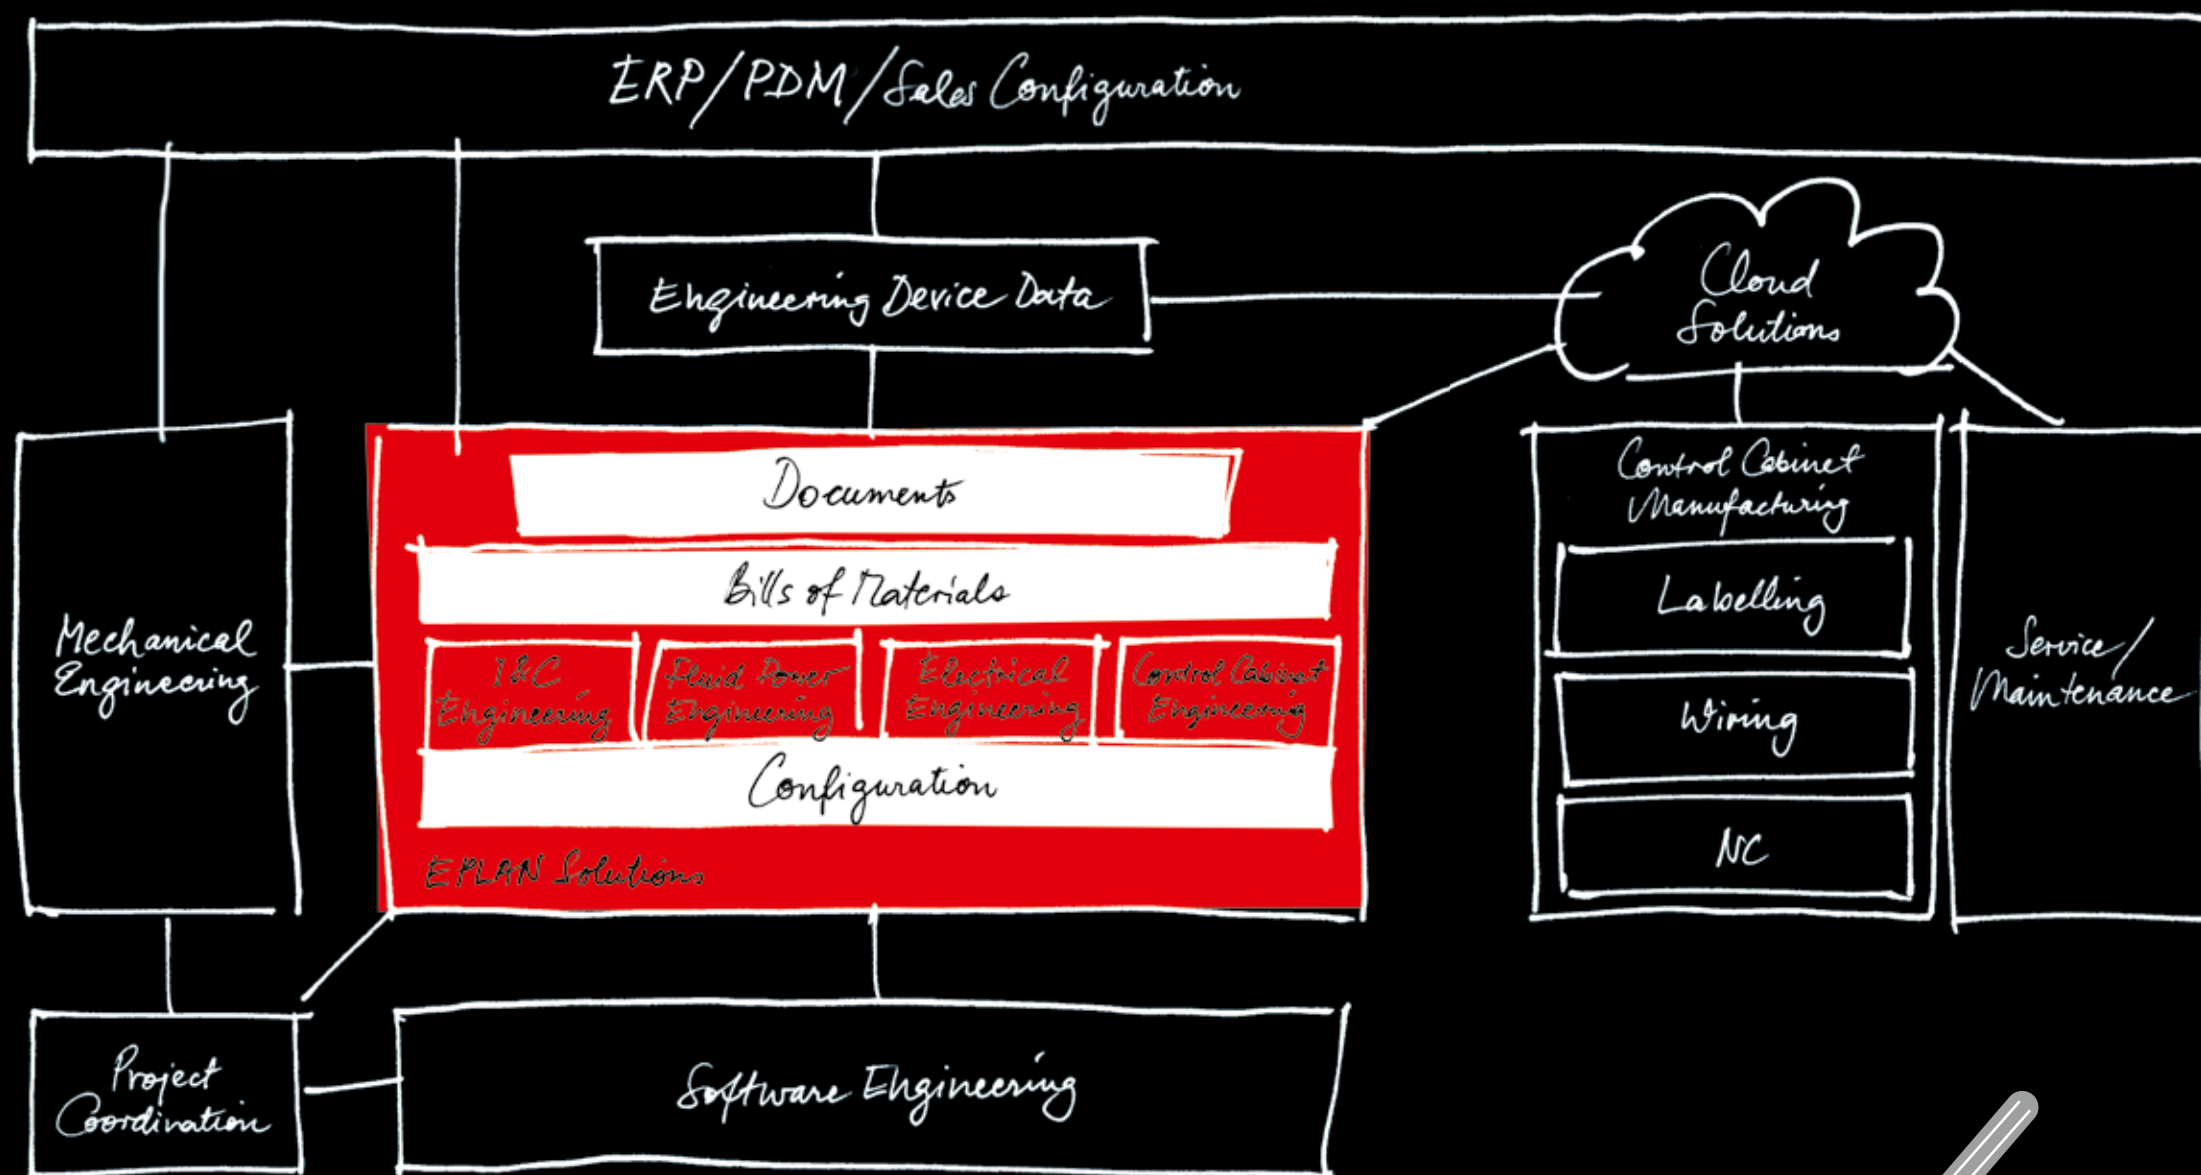 ERP/PDM/Sales Configuration
Engineering Device Data
Cloud
Solutions
Mechanical
Engineering
Documents
Bills of Materials
I&C
Engineering
Fluid Power
Engineering
Electrical
Engineering
Control Cabinet
Engineering
Configuration
EPLAN Solutions
Control Cabinet
Manufacturing
Labelling
Wiring
NC
Service/
Maintenance
Project
Coordination
Software Engineering